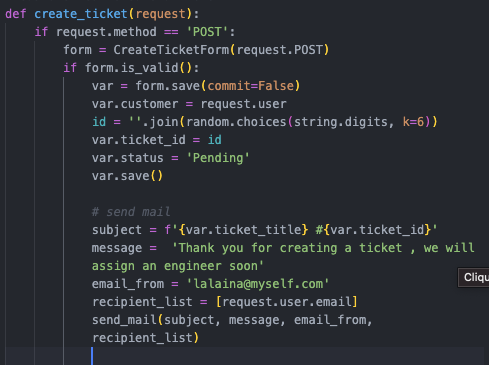 def create_ticket(request):
if request.method == 'POST':
form = CreateTicketForm(request.POST)
if form.is_valid():
var = form.save(commit=False)
var.customer = request.user
id = ''.join(random.choices(string.digits, k=6))
var.ticket_id = id
var.status = 'Pending'
var.save()
# send mail
subject = f'{var.ticket_title} #{var.ticket_id}'
message =  'Thank you for creating a ticket , we will
assign an engineer soon'
Cliqu
email_from = 'lalaina@myself.com'
recipient_list = [request.user.email]
send_mail(subject, message, email_from,
recipient_list)